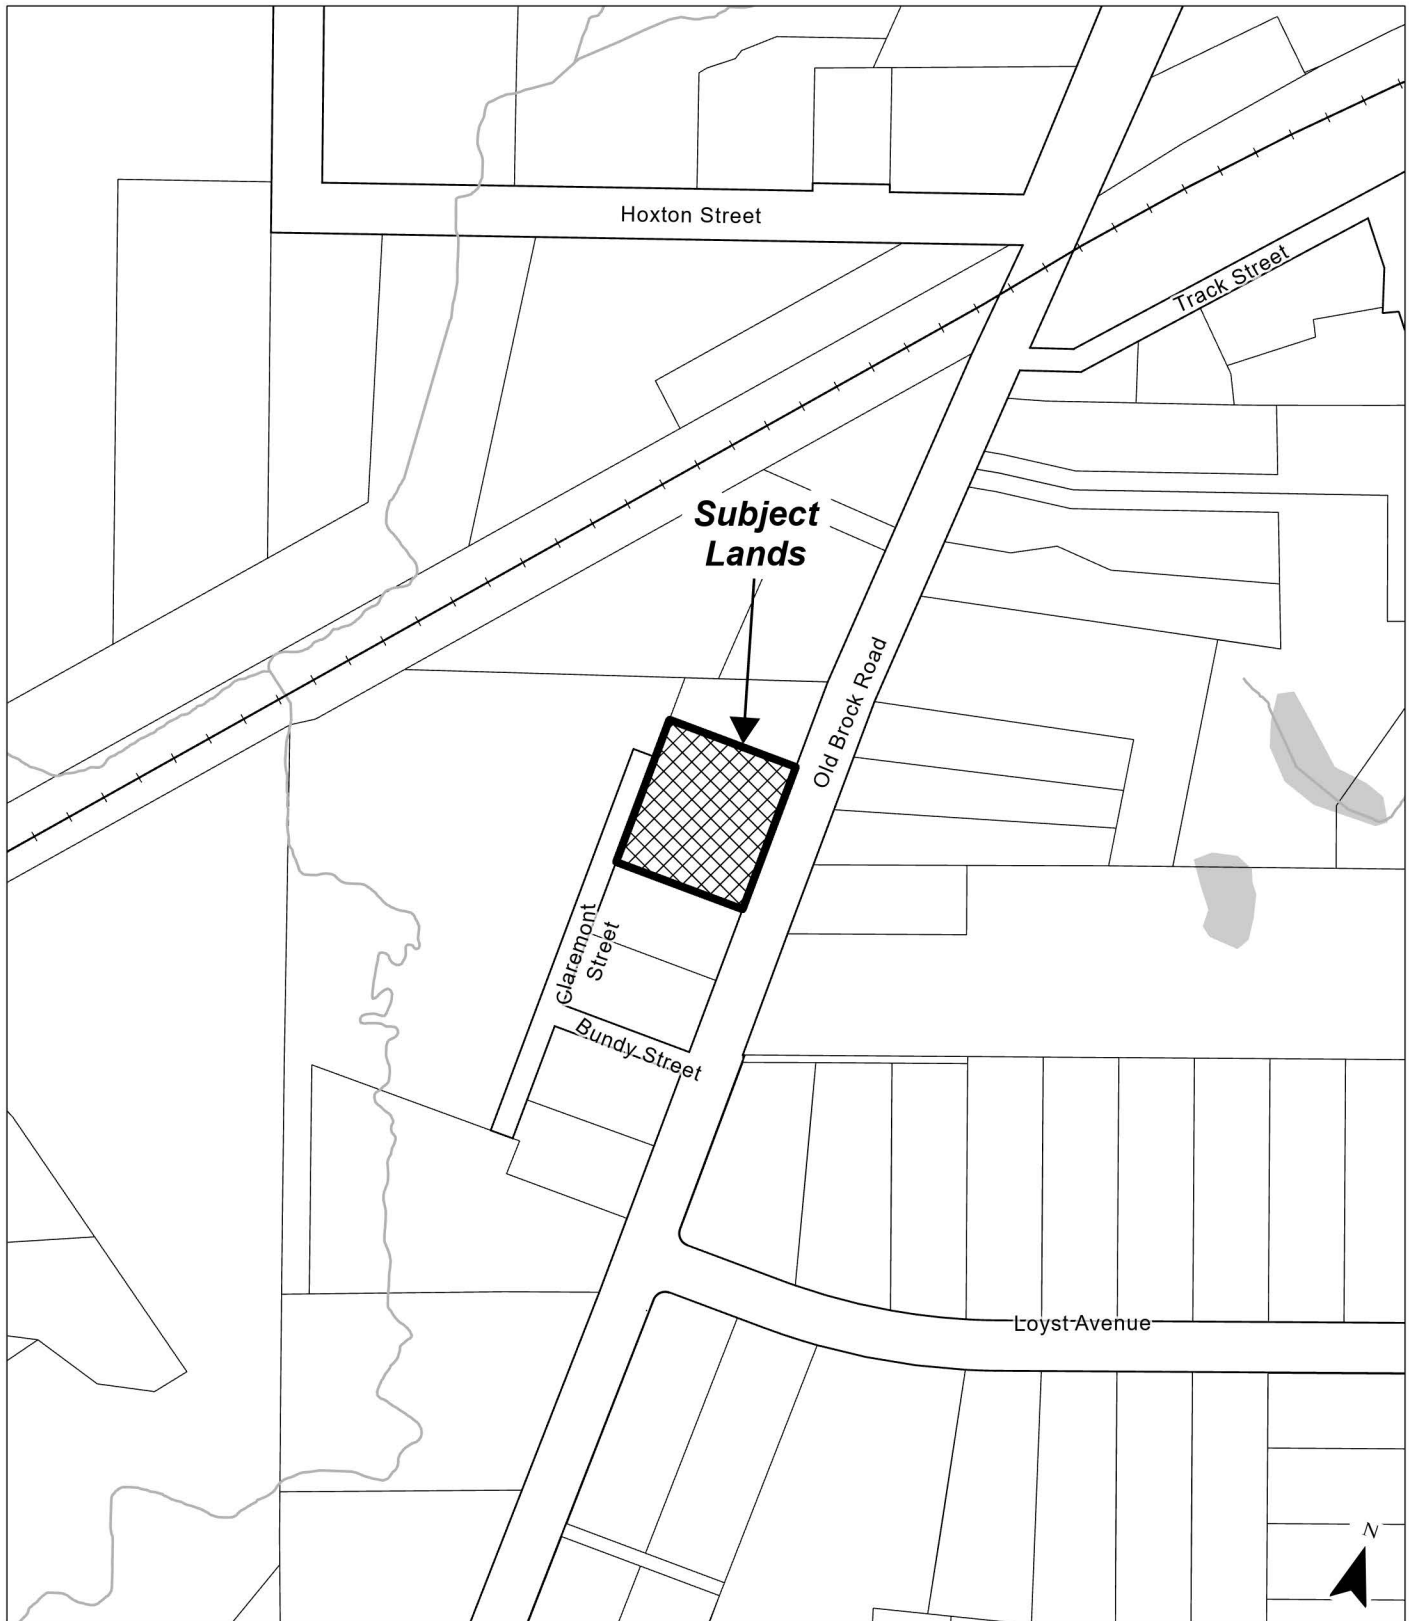 Hoxton Street
Track Street
Subject
Lands
Old Brock Road
Claremont
Street
Bundy Street
Loyst Avenue
N